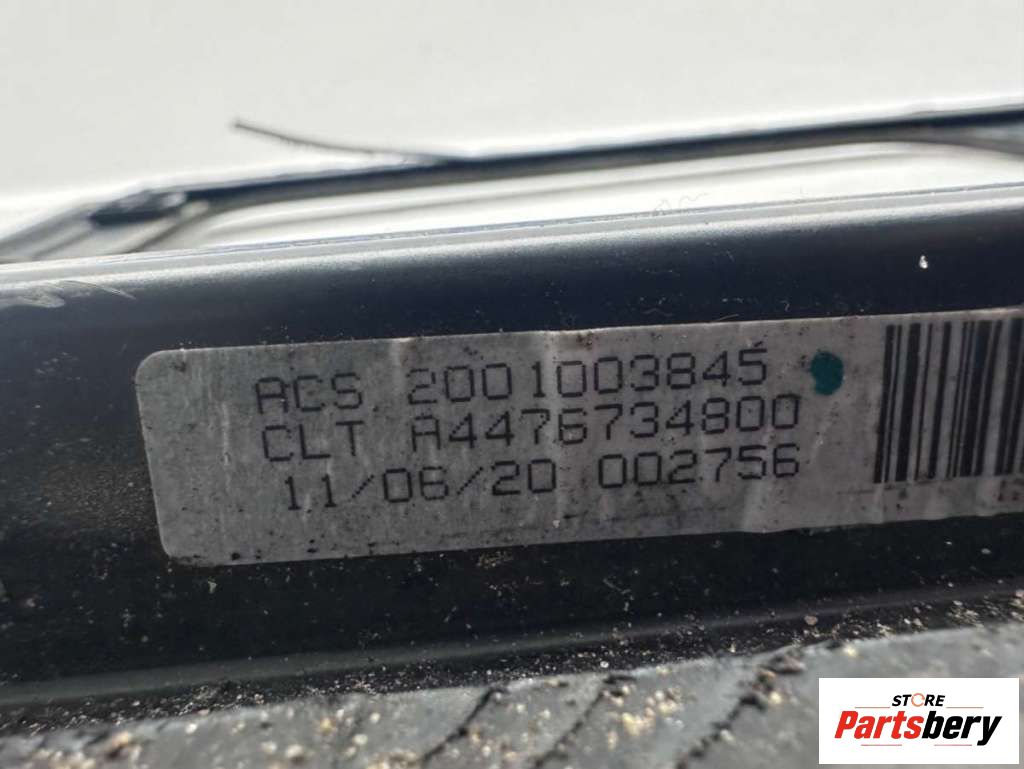 ACS 2001003845
CLT A4476734800
11/06/20 002756
STORE
Partsbery